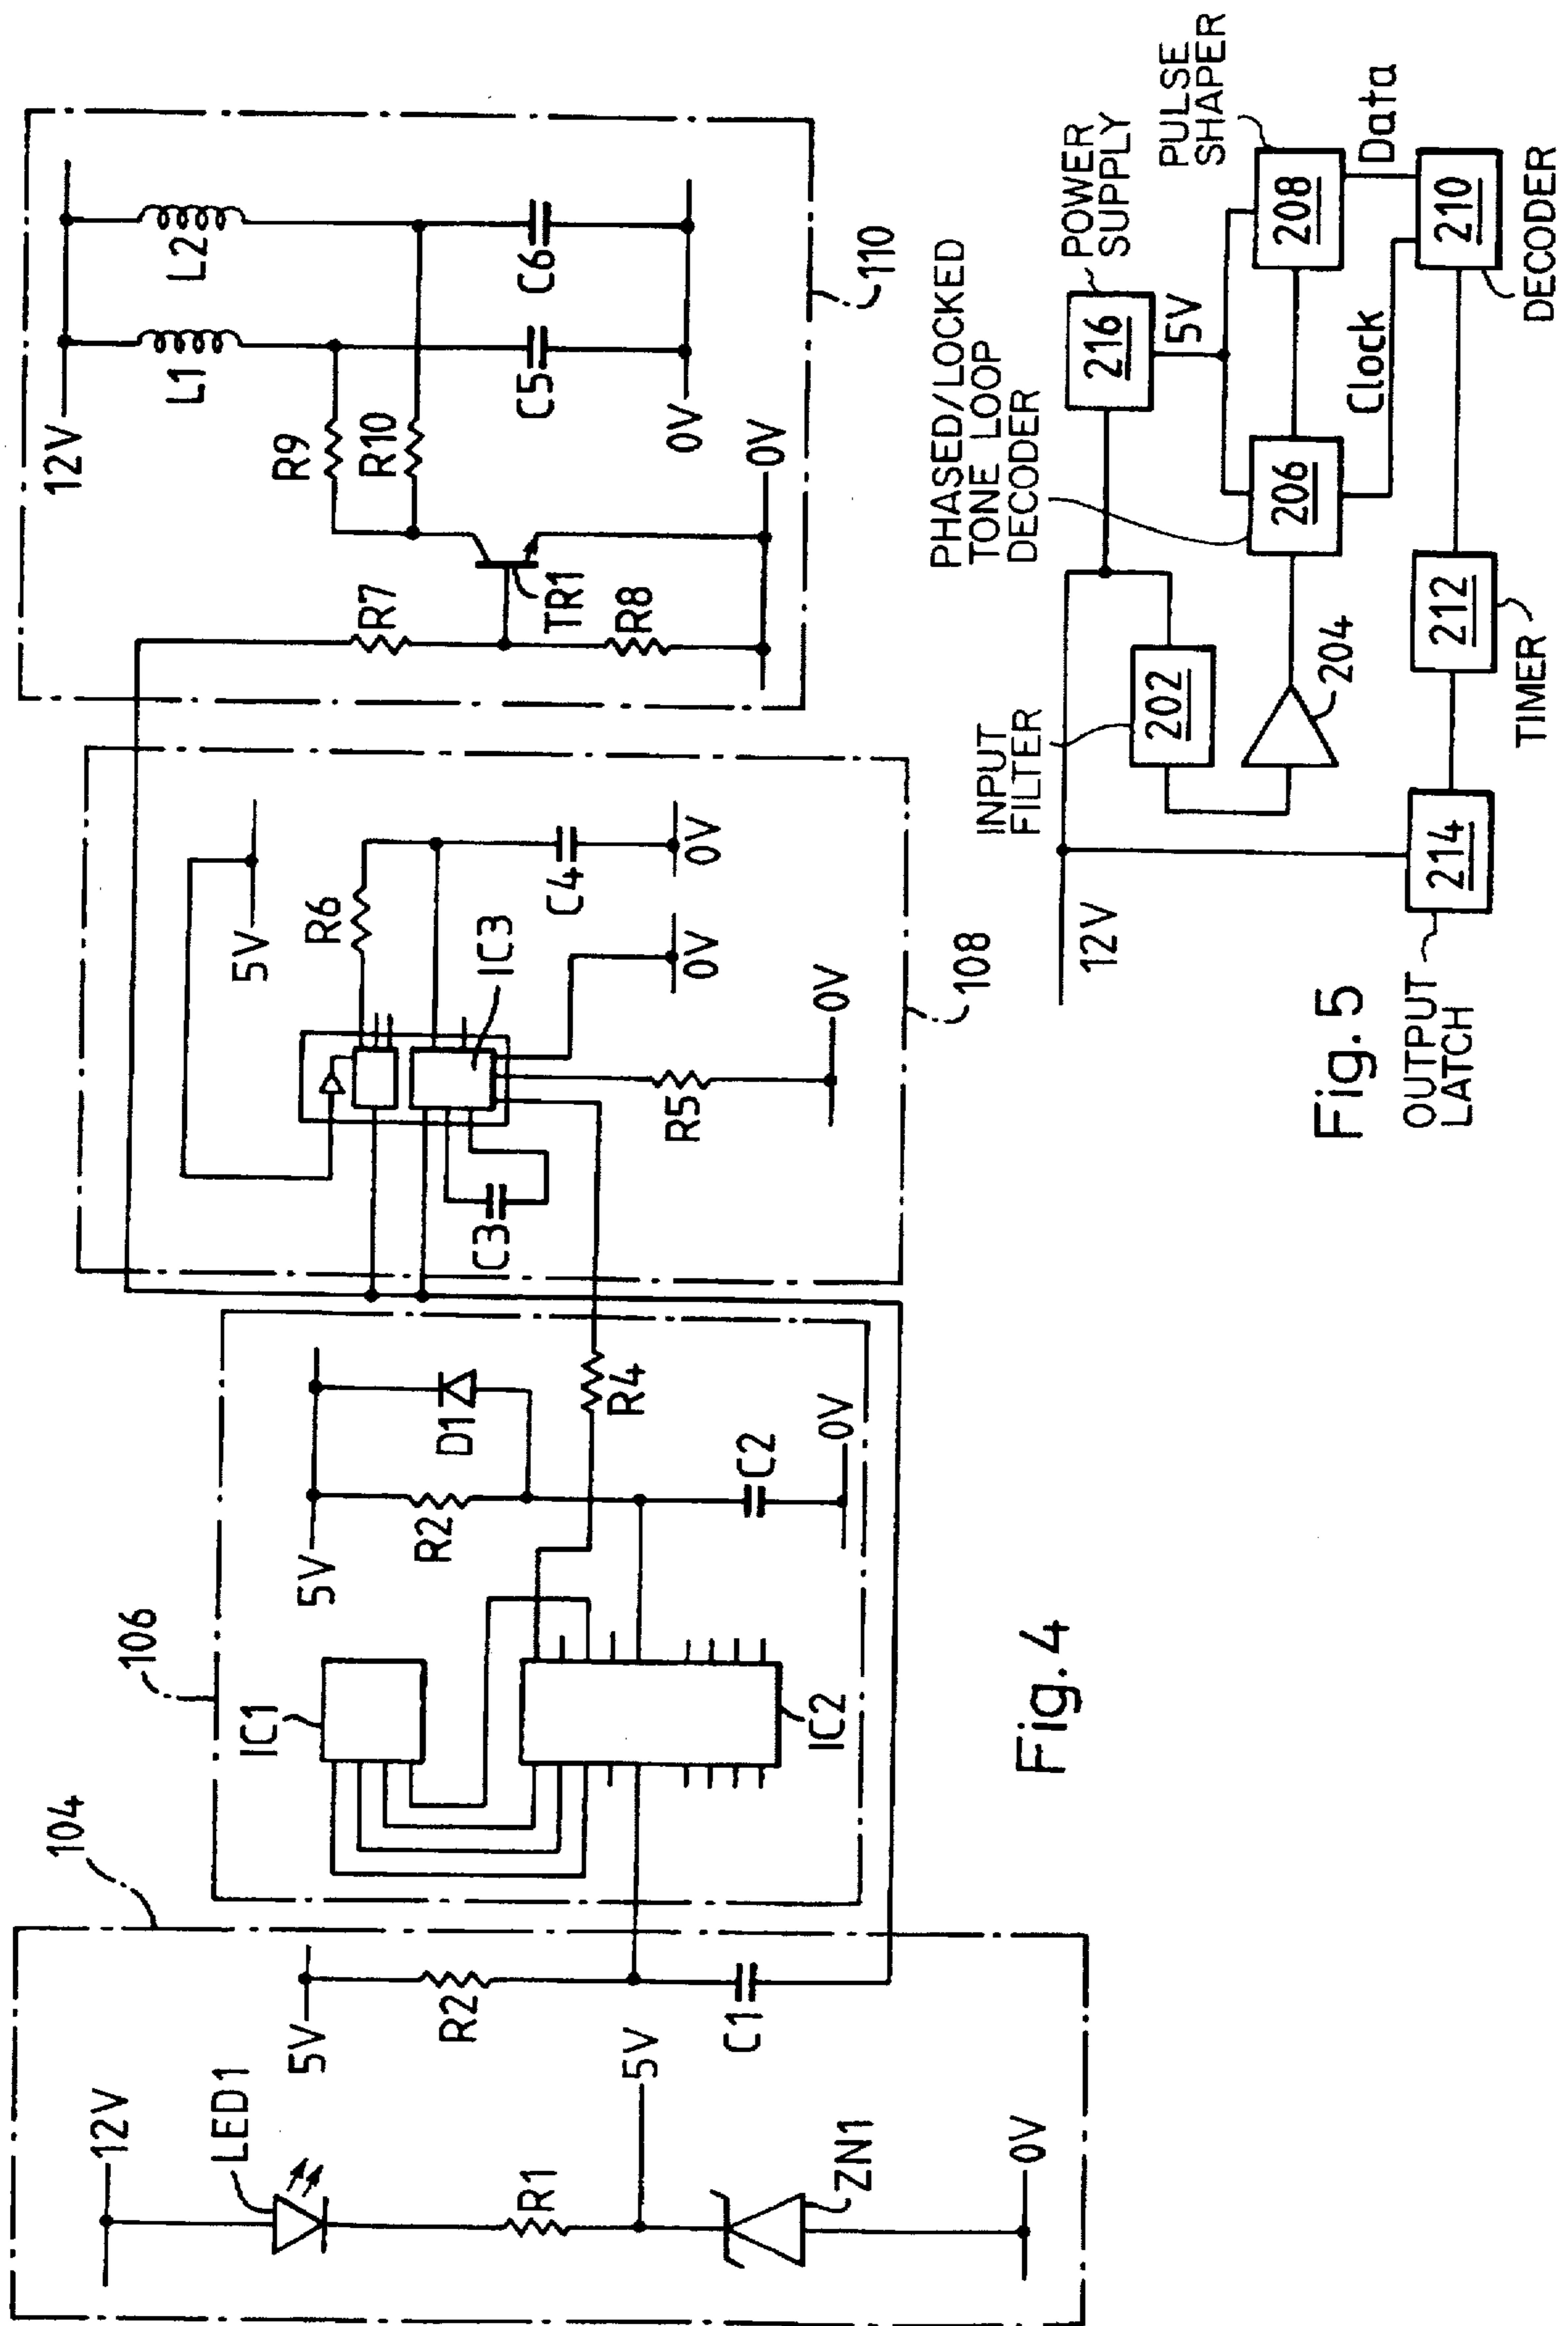 104
12V
LED1
R1
5V
ZN1
0V
5V
R2
C1
106
IC1
IC2
5V
R2
D1
C2
0V
R4
108
5V
R6
IC3
C4
0V
0V
C3
R5
0V
110
12V
L1
L2
R9
R10
C5
C6
0V
0V
R7
TR1
R8
Fig. 4
12V
INPUT
FILTER
202
204
PHASED/LOCKED
TONE LOOP
DECODER
206
POWER
SUPPLY
216
5V
PULSE
SHAPER
208
Data
Clock
210
DECODER
212
TIMER
214
OUTPUT
LATCH
Fig. 5